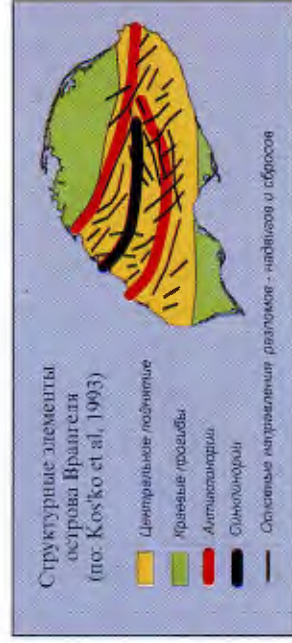 Структурные элементы
острова Врангеля
(по: Kos'ko et al, 1993)
Центральное поднятие
Краевые прогибы
Антиклинории
Синклинории
Основные направления разломов - надвигов и сбросов